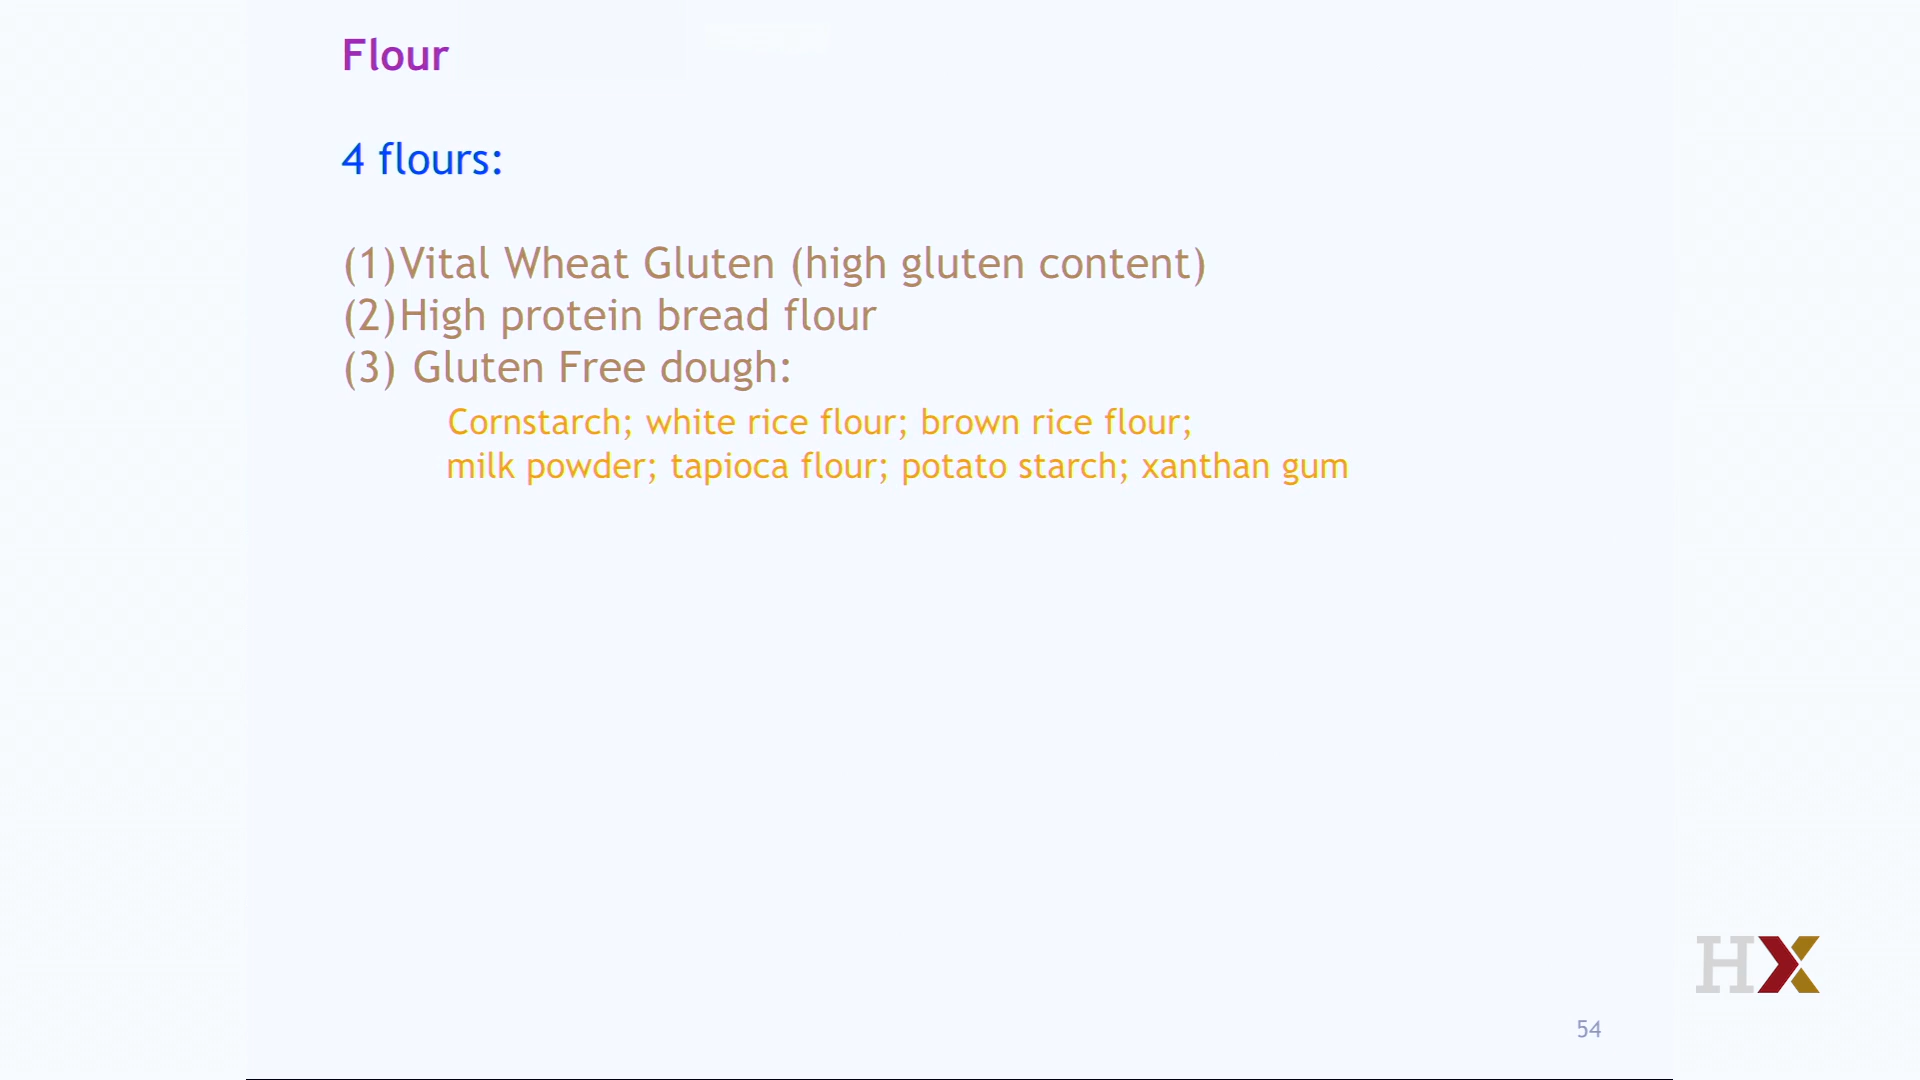 Flour
4 flours:
(1)Vital Wheat Gluten (high gluten content)
(2)High protein bread flour
(3) Gluten Free dough:
Cornstarch; white rice flour; brown rice flour;
milk powder; tapioca flour; potato starch; xanthan gum
HX
54